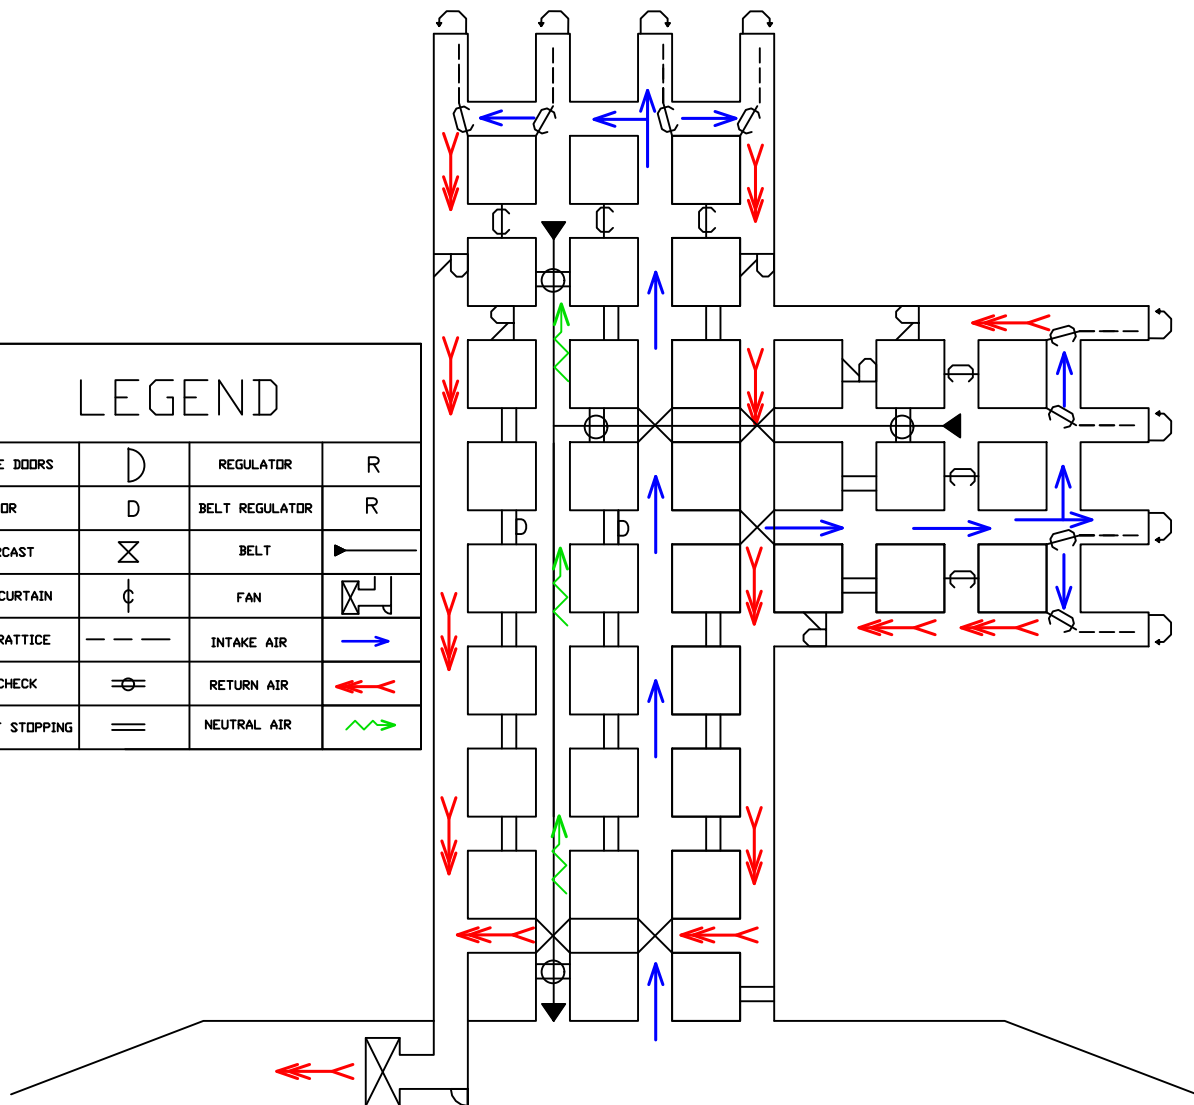 LEGEND
E DOORS
REGULATOR
R
OR
D
BELT REGULATOR
R
RCAST
BELT
CURTAIN
FAN
RATTICE
INTAKE AIR
CHECK
RETURN AIR
T STOPPING
NEUTRAL AIR